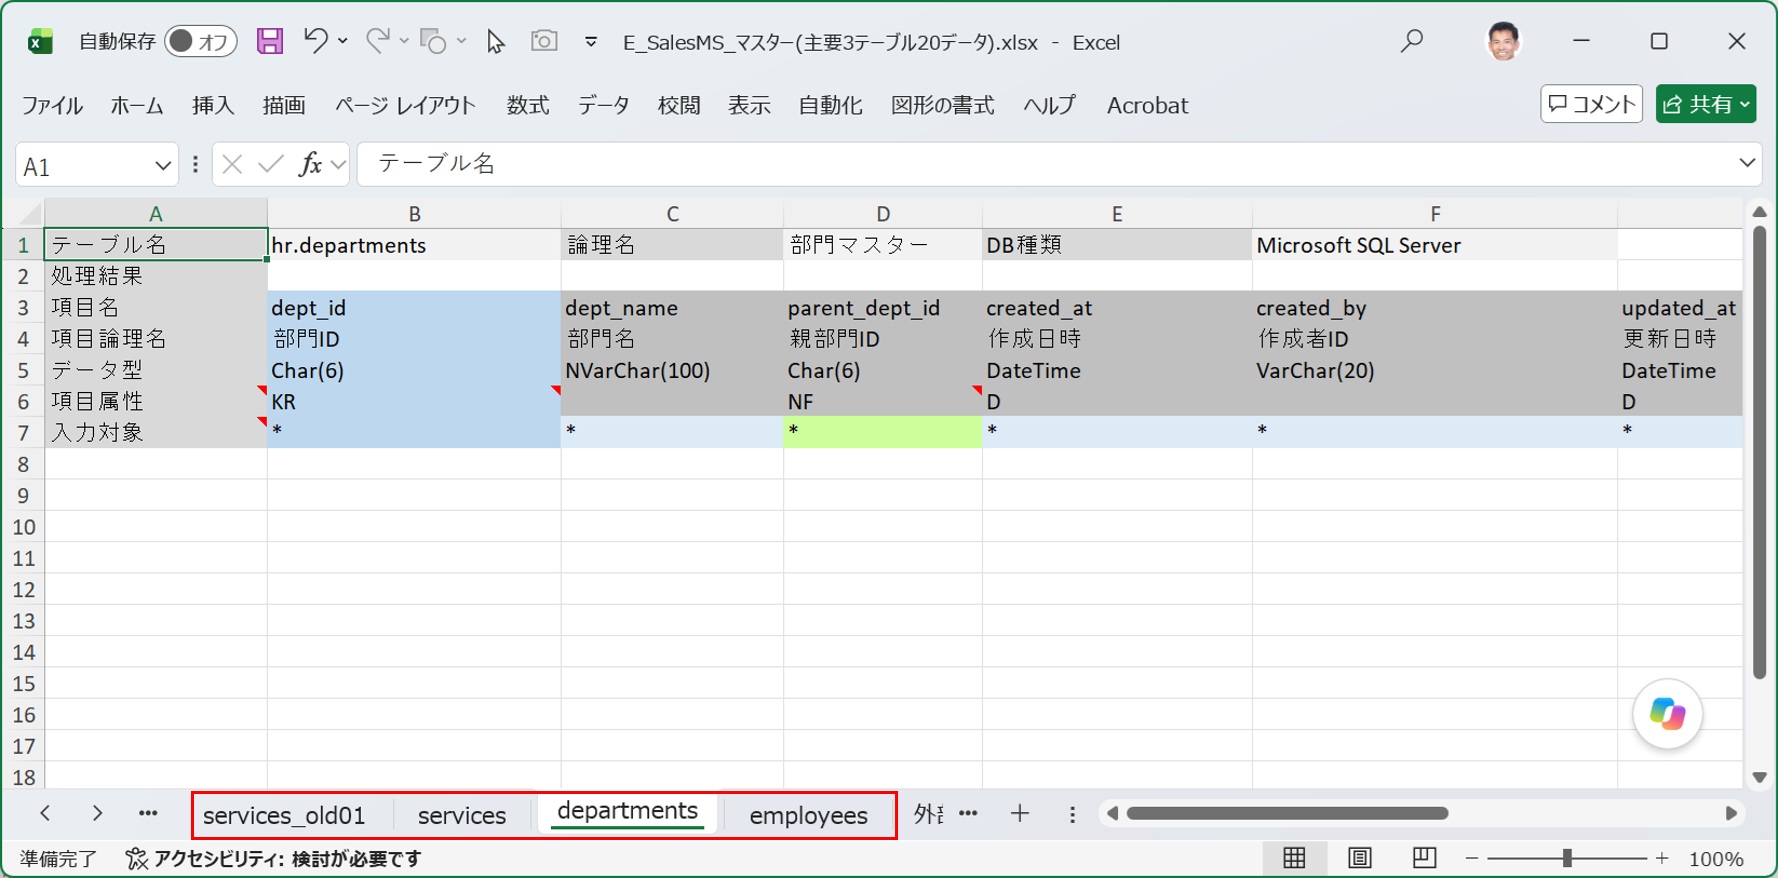 自動保存 オフ E_SalesMS_マスター(主要3テーブル20データ).xlsx - Excel
ファイル ホーム 挿入 描画 ページ レイアウト 数式 データ 校閲 表示 自動化 図形の書式 ヘルプ Acrobat コメント 共有
A1 fx テーブル名
A B C D E F
1 テーブル名 hr.departments 論理名 部門マスター DB種類 Microsoft SQL Server
2 処理結果
3 項目名 dept_id dept_name parent_dept_id created_at created_by updated_at
4 項目論理名 部門ID 部門名 親部門ID 作成日時 作成者ID 更新日時
5 データ型 Char(6) NVarChar(100) Char(6) DateTime VarChar(20) DateTime
6 項目属性 KR NF D D
7 入力対象 * * * * * *
8
9
10
11
12
13
14
15
16
17
18
services_old01 services departments employees
準備完了 アクセシビリティ: 検討が必要です 100%